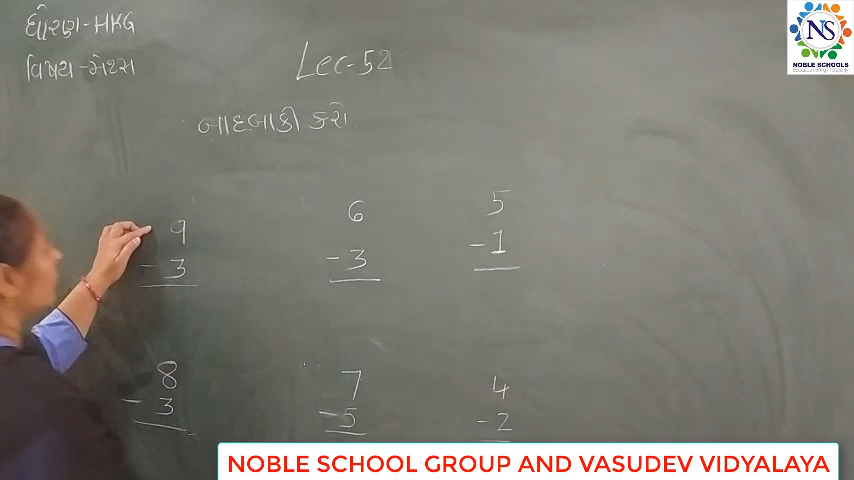 ધોરણ - HKG
વિષય - મેથ્સ
Lec-52
બાદબાકી કરો
9 6 5
- 3 - 3 - 1
8 7 4
- 3 - 5 - 2
NS
NOBLE SCHOOLS
NOBLE SCHOOL GROUP AND VASUDEV VIDYALAYA